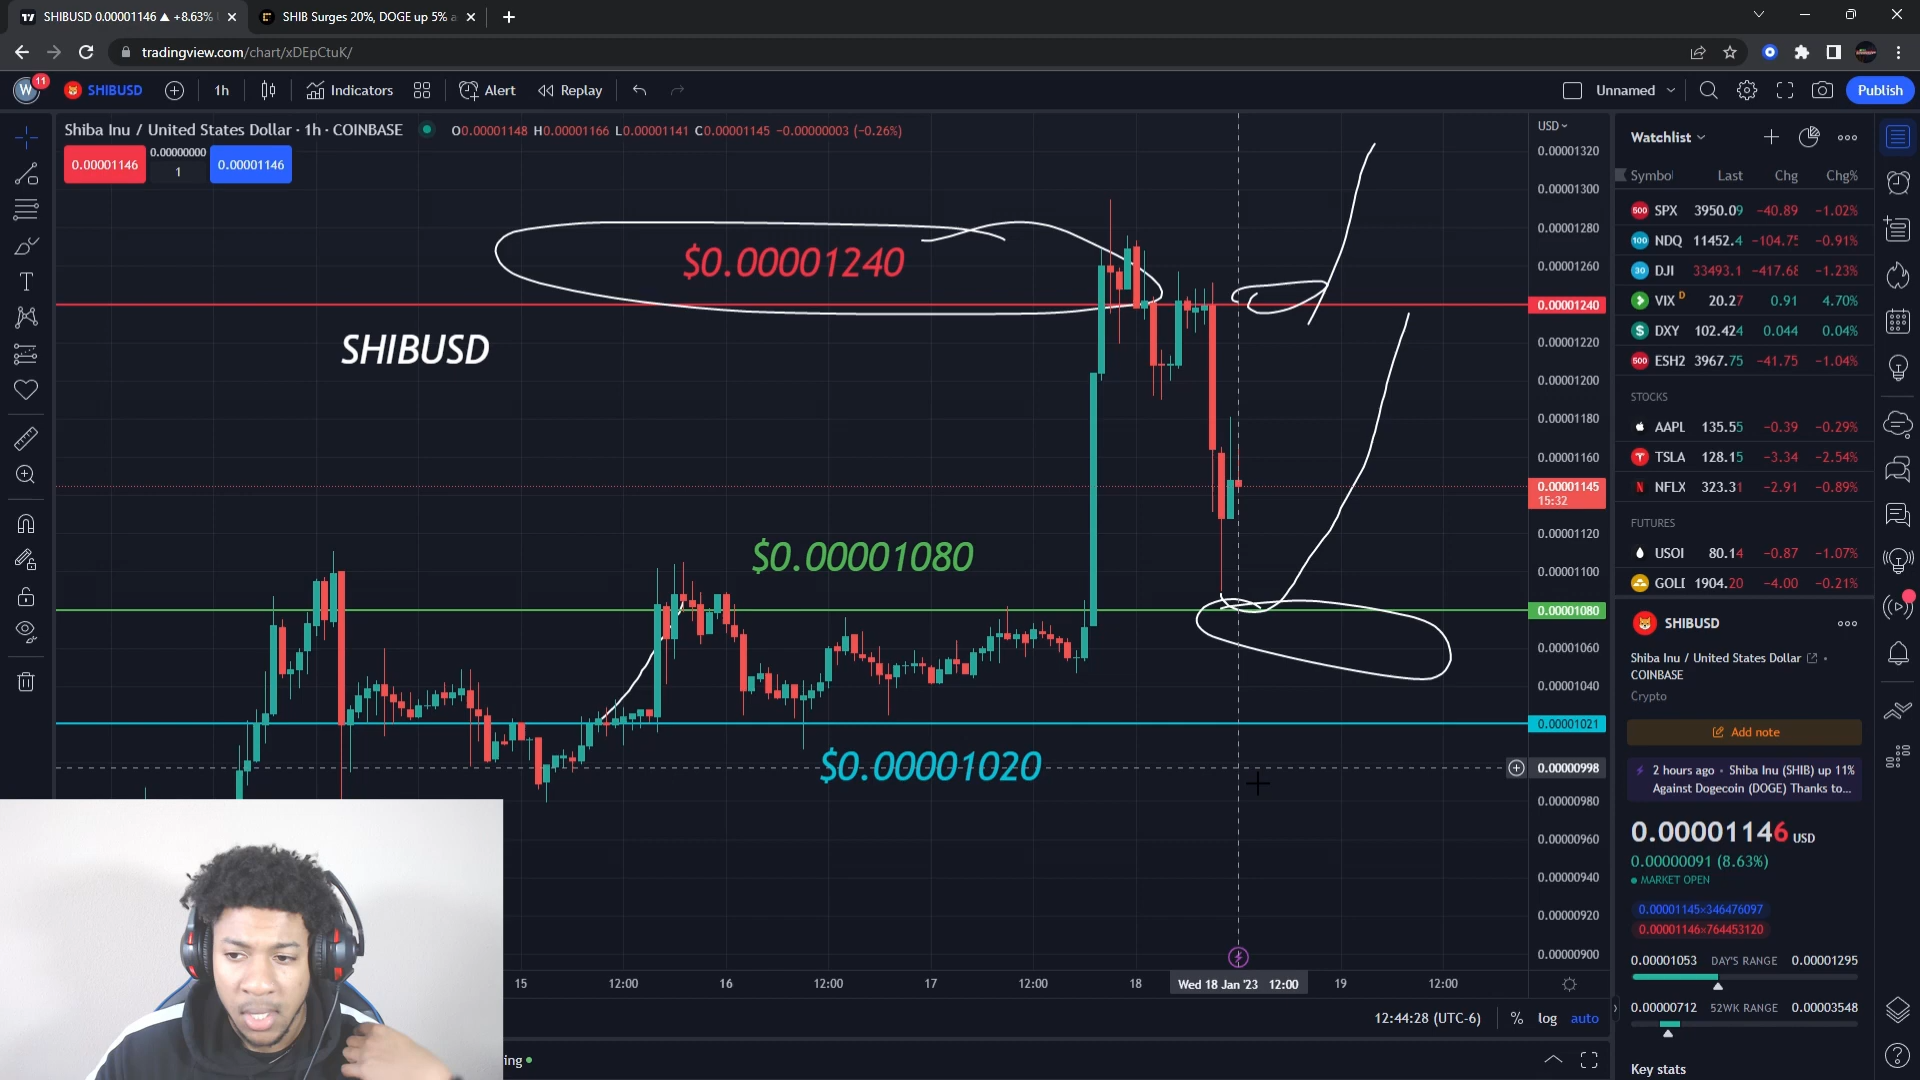 SHIBUSD 0.00001146 ▲ +8.63%
SHIB Surges 20%, DOGE up 5% a
tradingview.com/chart/xDEpCtuK/
W
11
SHIBUSD
1h
Indicators
Alert
Replay
Unnamed
Publish
Shiba Inu / United States Dollar · 1h · COINBASE
O0.00001148 H0.00001166 L0.00001141 C0.00001145 −0.00000003 (−0.26%)
0.00001146
0.00000000
1
0.00001146
$0.00001240
SHIBUSD
$0.00001080
$0.00001020
USD
0.00001320
0.00001300
0.00001280
0.00001260
0.00001240
0.00001220
0.00001200
0.00001180
0.00001160
0.00001145
15:32
0.00001120
0.00001100
0.00001080
0.00001060
0.00001040
0.00001021
0.00000998
0.00000980
0.00000960
0.00000940
0.00000920
0.00000900
15
12:00
16
12:00
17
12:00
18
Wed 18 Jan '23 12:00
19
12:00
12:44:28 (UTC-6)
%
log
auto
ing
Watchlist
Symbol Last Chg Chg%
SPX 3950.09 −40.89 −1.02%
NDQ 11452.4 −104.75 −0.91%
DJI 33493.1 −417.68 −1.23%
VIX D 20.27 0.91 4.70%
DXY 102.424 0.044 0.04%
ESH2 3967.75 −41.75 −1.04%
STOCKS
AAPL 135.55 −0.39 −0.29%
TSLA 128.15 −3.34 −2.54%
NFLX 323.31 −2.91 −0.89%
FUTURES
USOI 80.14 −0.87 −1.07%
GOLD 1904.20 −4.00 −0.21%
SHIBUSD
Shiba Inu / United States Dollar
COINBASE
Crypto
Add note
2 hours ago · Shiba Inu (SHIB) up 11%
Against Dogecoin (DOGE) Thanks to...
0.00001146 USD
0.00000091 (8.63%)
MARKET OPEN
0.00001145×346476097
0.00001146×764453120
0.00001053 DAY'S RANGE 0.00001295
0.00000712 52WK RANGE 0.00003548
Key stats